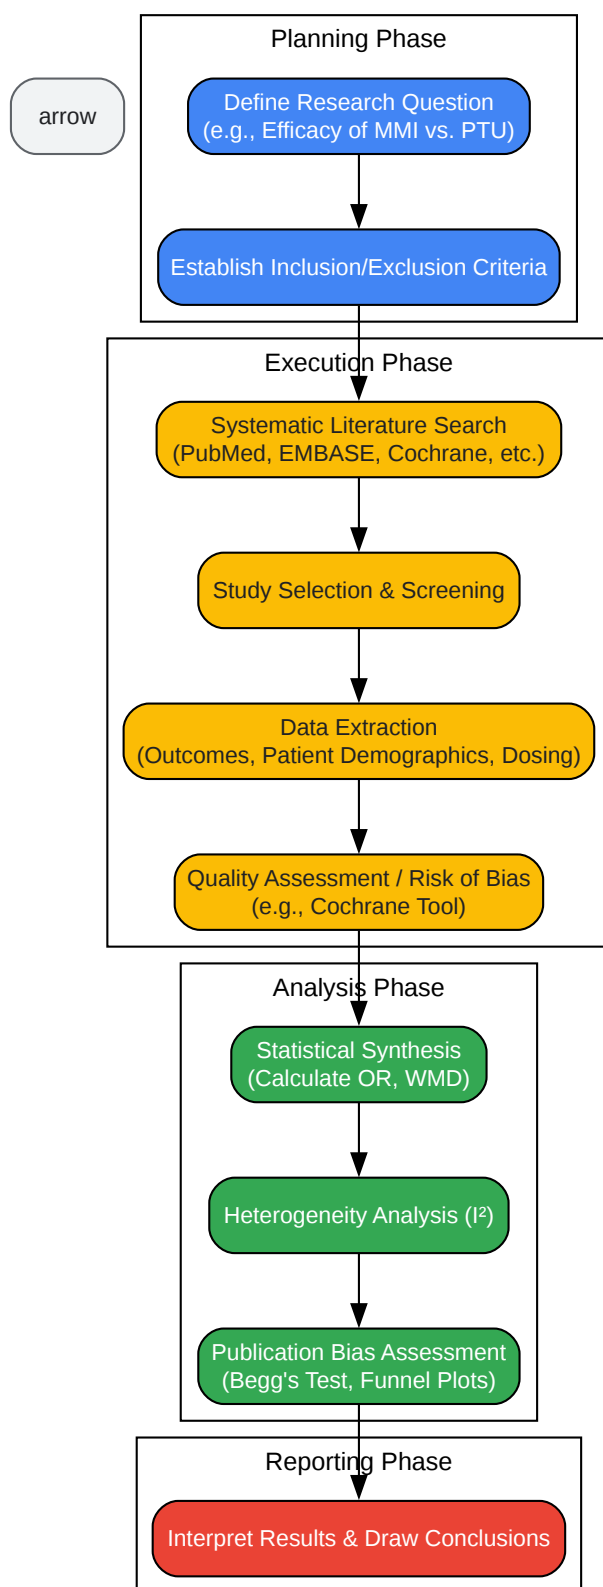 Planning Phase
arrow
Define Research Question
(e.g., Efficacy of MMI vs. PTU)
Establish Inclusion/Exclusion Criteria
Execution Phase
Systematic Literature Search
(PubMed, EMBASE, Cochrane, etc.)
Study Selection & Screening
Data Extraction
(Outcomes, Patient Demographics, Dosing)
Quality Assessment / Risk of Bias
(e.g., Cochrane Tool)
Analysis Phase
Statistical Synthesis
(Calculate OR, WMD)
Heterogeneity Analysis (I²)
Publication Bias Assessment
(Begg's Test, Funnel Plots)
Reporting Phase
Interpret Results & Draw Conclusions